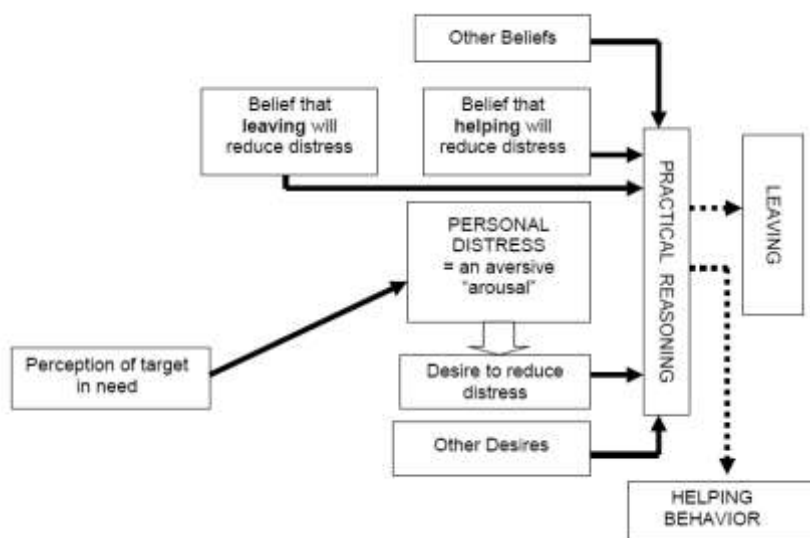 Other Beliefs
Belief that
leaving will
reduce distress
Belief that
helping will
reduce distress
PERSONAL
DISTRESS
= an aversive
"arousal"
Perception of target
in need
Desire to reduce
distress
Other Desires
PRACTICAL REASONING
LEAVING
HELPING
BEHAVIOR